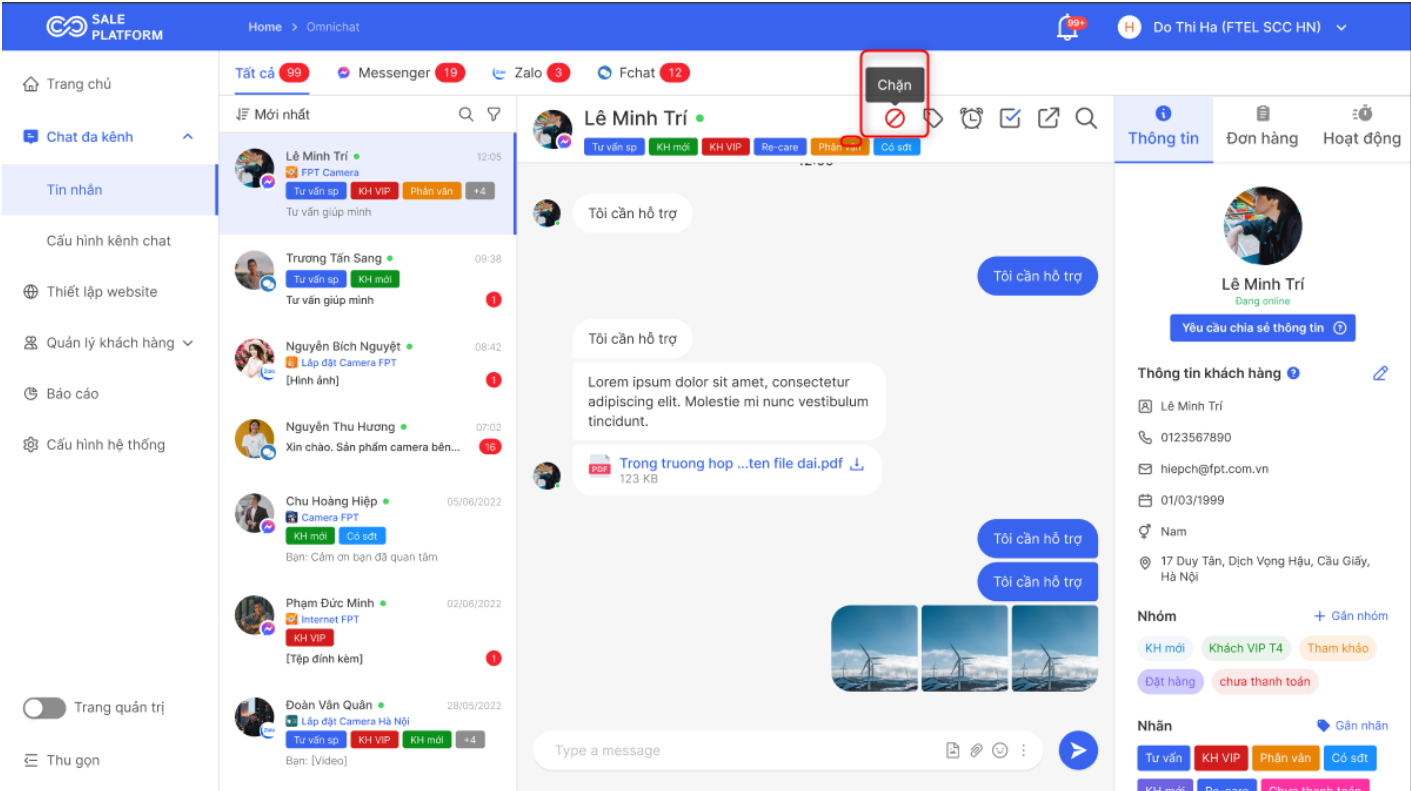 SALE
PLATFORM
Home > Omnichat
99+
H
Do Thi Ha (FTEL SCC HN)
Trang chủ
Chat đa kênh
Tin nhắn
Cấu hình kênh chat
Thiết lập website
Quản lý khách hàng
Báo cáo
Cấu hình hệ thống
Trang quản trị
Thu gọn
Tất cả 99
Messenger 19
Zalo 3
Fchat 12
Mới nhất
Lê Minh Trí
12:05
FPT Camera
Tư vấn sp KH VIP Phân vân +4
Tư vấn giúp mình
Trương Tấn Sang
09:38
Tư vấn sp KH mới
Tư vấn giúp mình
1
Nguyễn Bích Nguyệt
08:42
Lắp đặt Camera FPT
[Hình ảnh]
1
Nguyễn Thu Hương
07:02
Xin chào. Sản phẩm camera bên...
16
Chu Hoàng Hiệp
05/06/2022
Camera FPT
KH mới Có sđt
Bạn: Cảm ơn bạn đã quan tâm
Phạm Đức Minh
02/06/2022
Internet FPT
KH VIP
[Tệp đính kèm]
1
Đoàn Văn Quân
28/05/2022
Lắp đặt Camera Hà Nội
Tư vấn sp KH VIP KH mới +4
Bạn: [Video]
Chặn
Lê Minh Trí
Tư vấn sp KH mới KH VIP Re-care Phân vân Có sđt
Tôi cần hỗ trợ
Tôi cần hỗ trợ
Tôi cần hỗ trợ
Lorem ipsum dolor sit amet, consectetur
adipiscing elit. Molestie mi nunc vestibulum
tincidunt.
PDF
Trong truong hop ...ten file dai.pdf
123 KB
Tôi cần hỗ trợ
Tôi cần hỗ trợ
Type a message
Thông tin
Đơn hàng
Hoạt động
Lê Minh Trí
Đang online
Yêu cầu chia sẻ thông tin
Thông tin khách hàng
Lê Minh Trí
0123567890
hiepch@fpt.com.vn
01/03/1999
Nam
17 Duy Tân, Dịch Vọng Hậu, Cầu Giấy,
Hà Nội
Nhóm
+ Gắn nhóm
KH mới Khách VIP T4 Tham khảo
Đặt hàng chưa thanh toán
Nhãn
Gắn nhãn
Tư vấn KH VIP Phân vân Có sđt
KH mới Re-care Chưa thanh toán